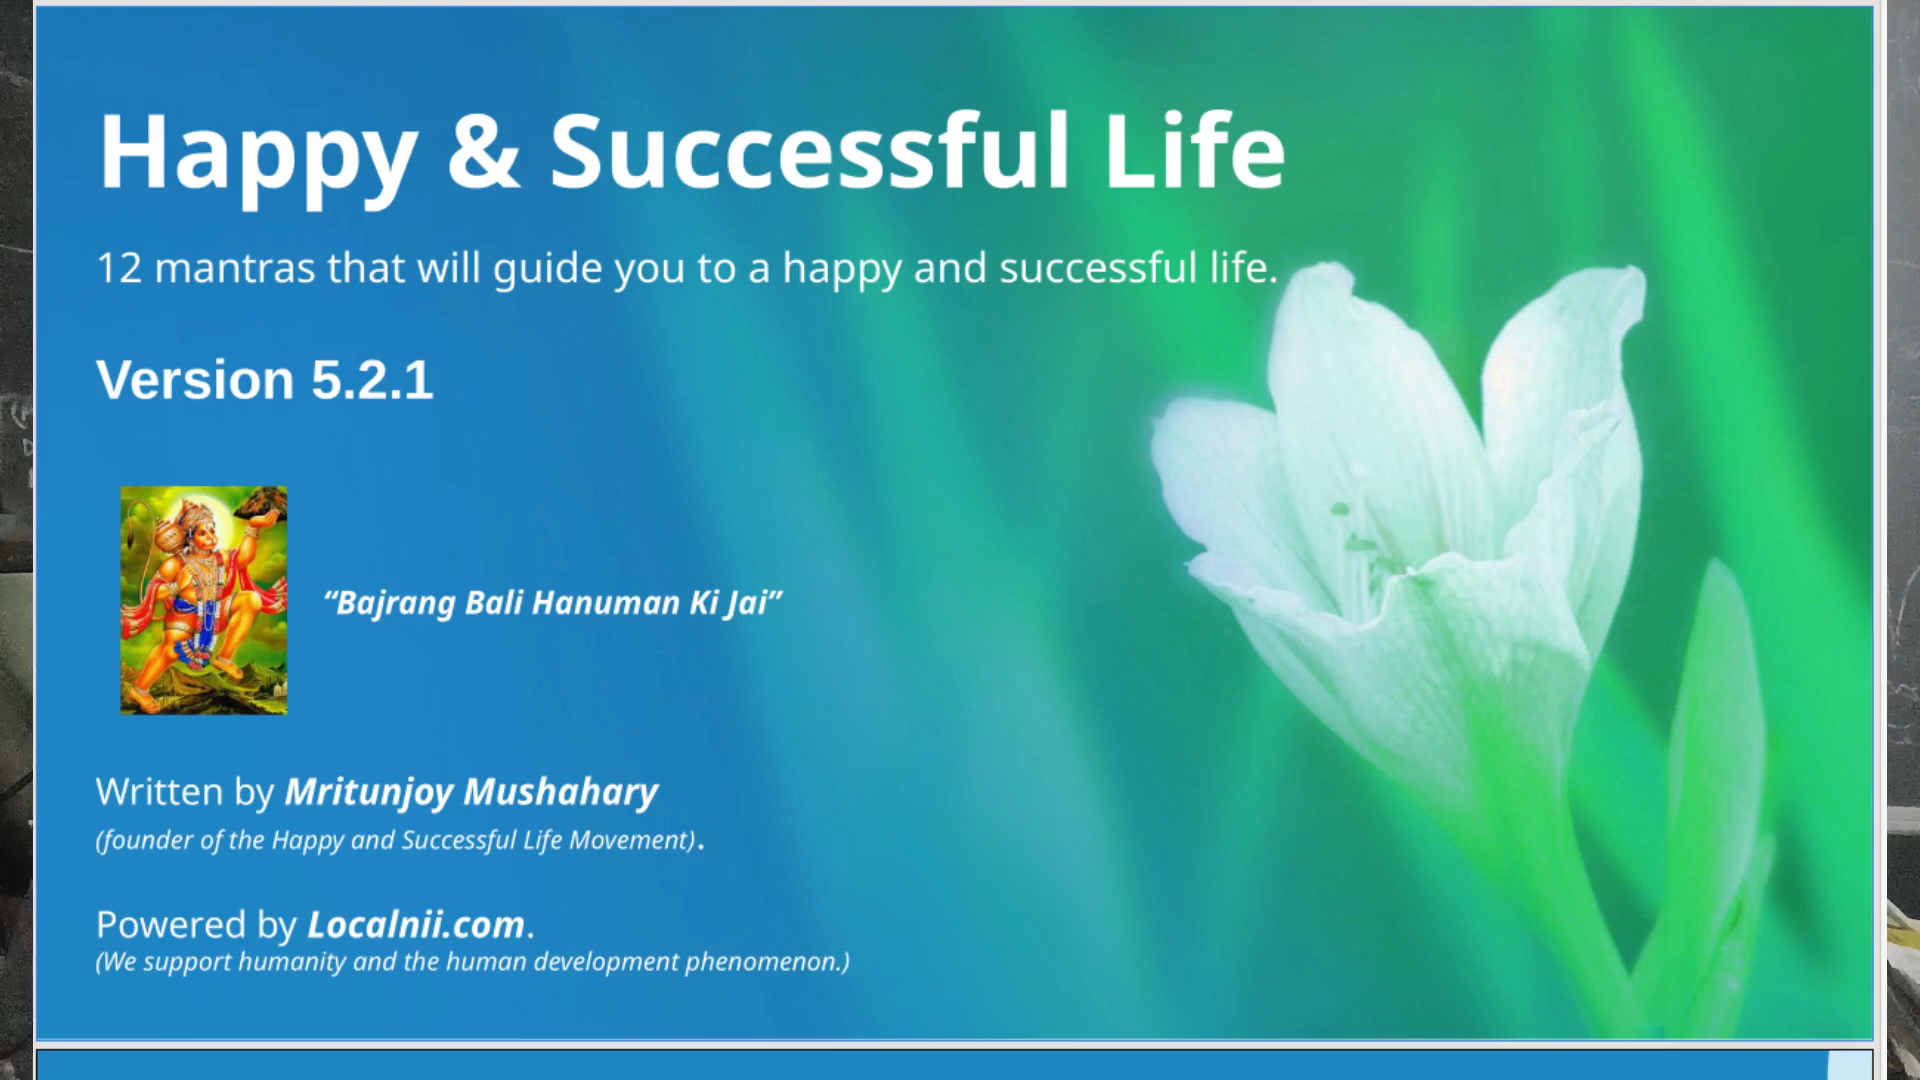 Happy & Successful Life
12 mantras that will guide you to a happy and successful life.
Version 5.2.1
“Bajrang Bali Hanuman Ki Jai”
Written by Mritunjoy Mushahary
(founder of the Happy and Successful Life Movement).
Powered by Localnii.com.
(We support humanity and the human development phenomenon.)